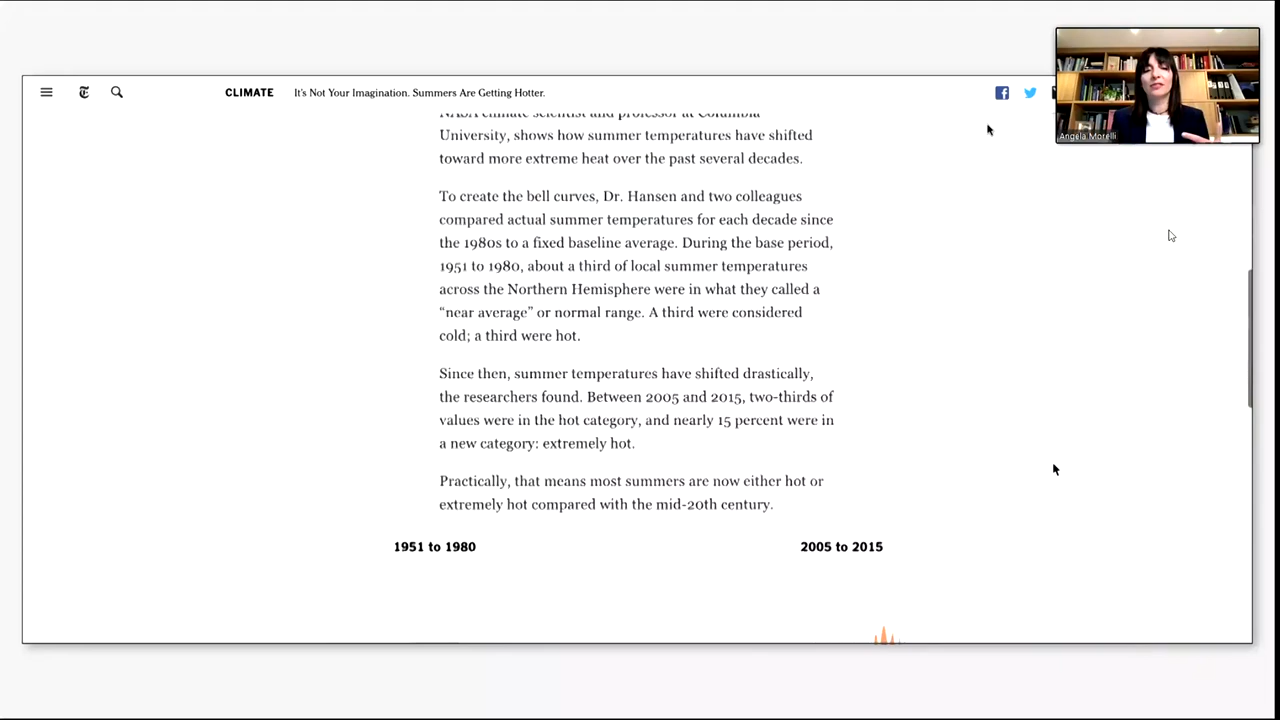 CLIMATE It's Not Your Imagination. Summers Are Getting Hotter.
Angela Morelli
NASA climate scientist and professor at Columbia
University, shows how summer temperatures have shifted
toward more extreme heat over the past several decades.
To create the bell curves, Dr. Hansen and two colleagues
compared actual summer temperatures for each decade since
the 1980s to a fixed baseline average. During the base period,
1951 to 1980, about a third of local summer temperatures
across the Northern Hemisphere were in what they called a
“near average” or normal range. A third were considered
cold; a third were hot.
Since then, summer temperatures have shifted drastically,
the researchers found. Between 2005 and 2015, two-thirds of
values were in the hot category, and nearly 15 percent were in
a new category: extremely hot.
Practically, that means most summers are now either hot or
extremely hot compared with the mid-20th century.
1951 to 1980 2005 to 2015